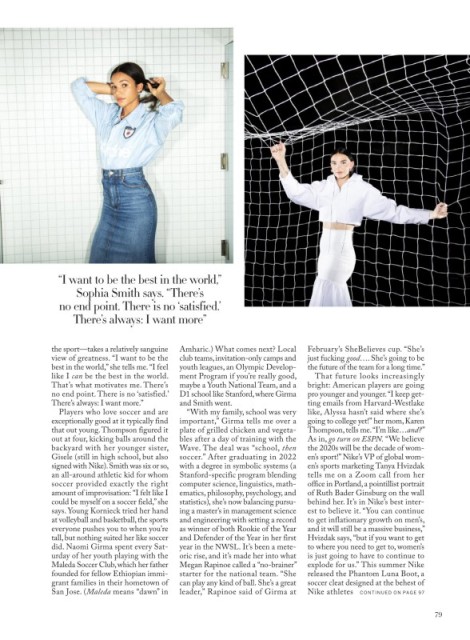 “I want to be the best in the world,”
Sophia Smith says. “There’s
no end point. There is no ‘satisfied.’
There’s always: I want more”
the sport—takes a relatively sanguine
view of greatness. “I want to be the
best in the world,” she tells me. “I feel
like I can be the best in the world.
That’s what motivates me. There’s
no end point. There is no ‘satisfied.’
There’s always: I want more.”
Players who love soccer and are
exceptionally good at it typically find
that out young. Thompson figured it
out at four, kicking balls around the
backyard with her younger sister,
Gisele (still in high school, but also
signed with Nike). Smith was six or so,
an all-around athletic kid for whom
soccer provided exactly the right
amount of improvisation: “I felt like I
could be myself on a soccer field,” she
says. Young Kornieck tried her hand
at volleyball and basketball, the sports
everyone pushes you to when you’re
tall, but nothing suited her like soccer
did. Naomi Girma spent every Sat-
urday of her youth playing with the
Maleda Soccer Club, which her father
founded for fellow Ethiopian immi-
grant families in their hometown of
San Jose. (Maleda means “dawn” in
Amharic.) What comes next? Local
club teams, invitation-only camps and
youth leagues, an Olympic Develop-
ment Program if you’re really good,
maybe a Youth National Team, and a
D1 school like Stanford, where Girma
and Smith went.
“With my family, school was very
important,” Girma tells me over a
plate of grilled chicken and vegeta-
bles after a day of training with the
Wave. The deal was “school, then
soccer.” After graduating in 2022
with a degree in symbolic systems (a
Stanford-specific program blending
computer science, linguistics, math-
ematics, philosophy, psychology, and
statistics), she’s now balancing pursu-
ing a master’s in management science
and engineering with setting a record
as winner of both Rookie of the Year
and Defender of the Year in her first
year in the NWSL. It’s been a mete-
oric rise, and it’s made her into what
Megan Rapinoe called a “no-brainer”
starter for the national team. “She
can play any kind of ball. She’s a great
leader,” Rapinoe said of Girma at
February’s SheBelieves cup. “She’s
just fucking good.… She’s going to be
the future of the team for a long time.”
That future looks increasingly
bright: American players are going
pro younger and younger. “I keep get-
ting emails from Harvard-Westlake
like, Alyssa hasn’t said where she’s
going to college yet!” her mom, Karen
Thompson, tells me. “I’m like…and?”
As in, go turn on ESPN. “We believe
the 2020s will be the decade of wom-
en’s sport!” Nike’s VP of global wom-
en’s sports marketing Tanya Hvizdak
tells me on a Zoom call from her
office in Portland, a pointillist portrait
of Ruth Bader Ginsburg on the wall
behind her. It’s in Nike’s best inter-
est to believe it. “You can continue
to get inflationary growth on men’s,
and it will still be a massive business,”
Hvizdak says, “but if you want to get
to where you need to get to, women’s
is just going to have to continue to
explode for us.” This summer Nike
released the Phantom Luna Boot, a
soccer cleat designed at the behest of
Nike athletes CONTINUED ON PAGE 97
79